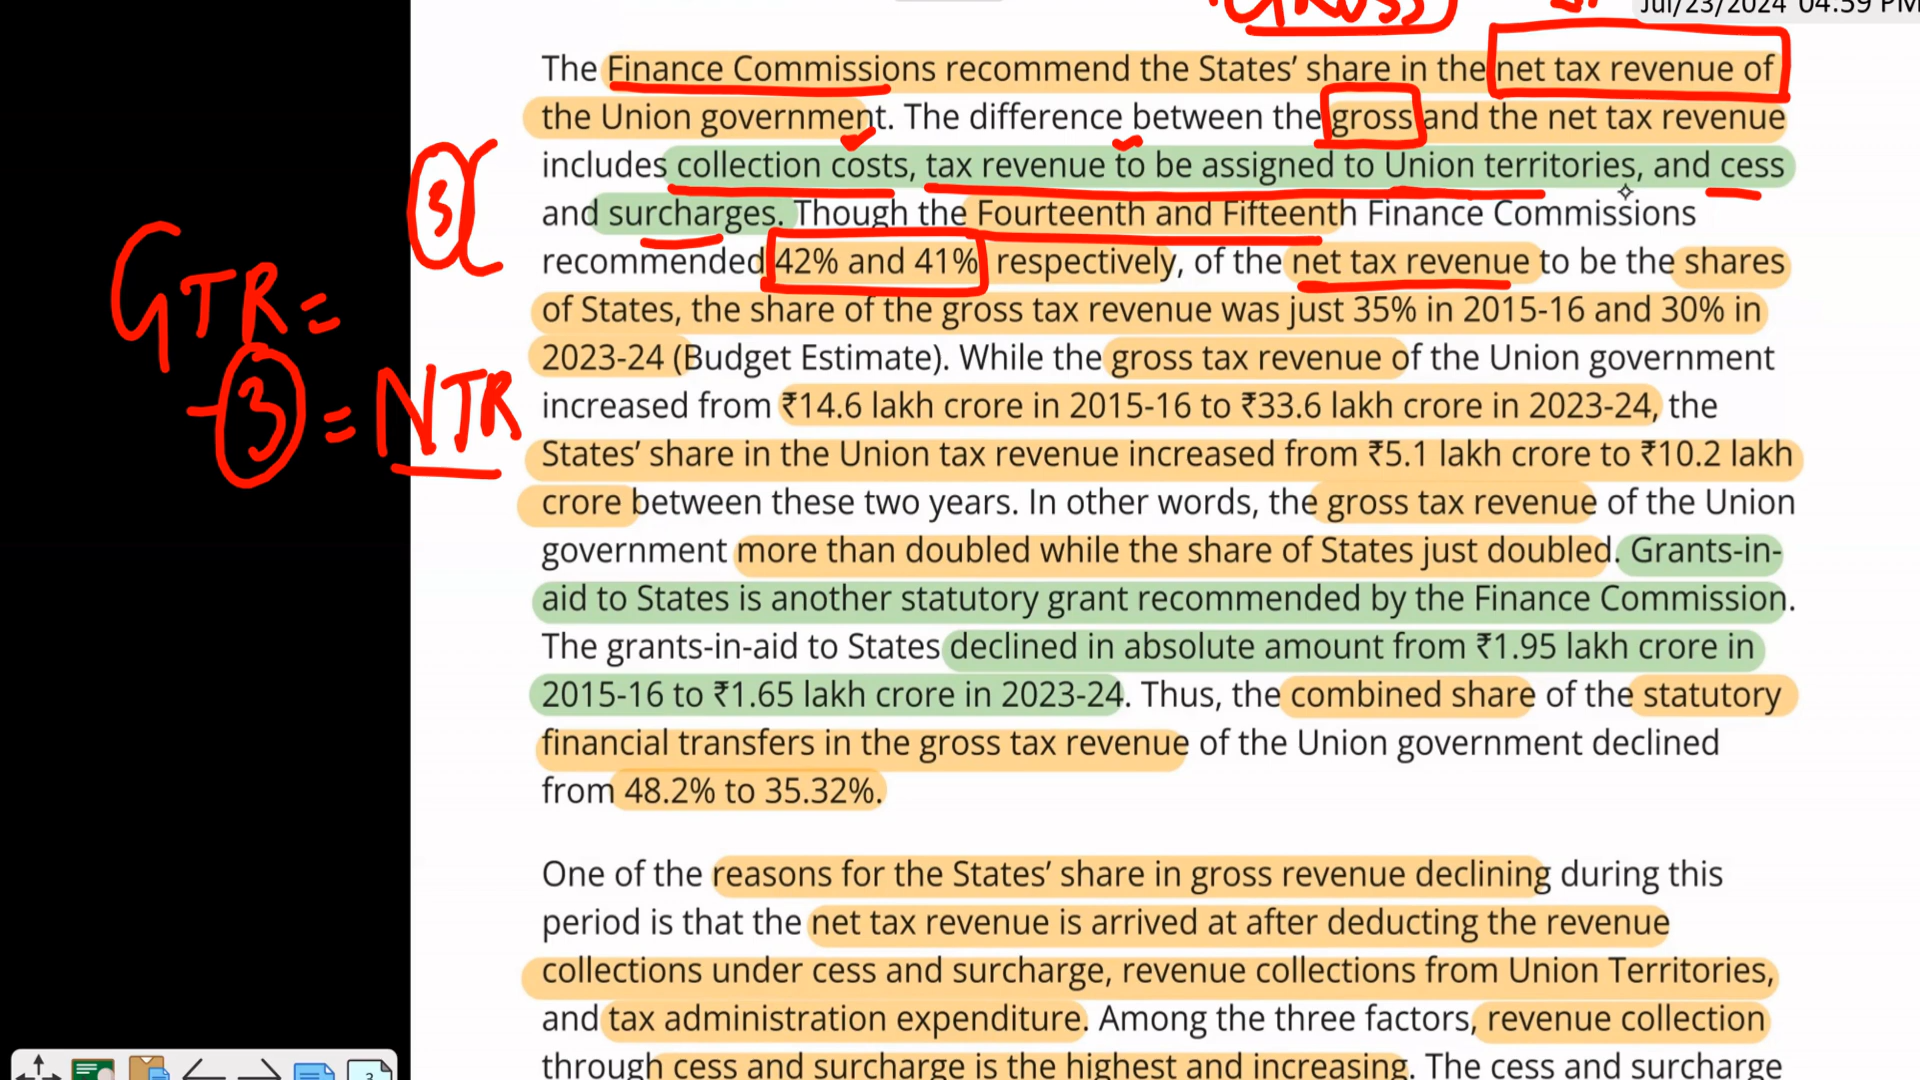 (GROSS)
Jul/23/2024 04:59 PM
The Finance Commissions recommend the States’ share in the net tax revenue of
the Union government. The difference between the gross and the net tax revenue
includes collection costs, tax revenue to be assigned to Union territories, and cess
and surcharges. Though the Fourteenth and Fifteenth Finance Commissions
recommended 42% and 41% respectively, of the net tax revenue to be the shares
of States, the share of the gross tax revenue was just 35% in 2015-16 and 30% in
2023-24 (Budget Estimate). While the gross tax revenue of the Union government
increased from ₹14.6 lakh crore in 2015-16 to ₹33.6 lakh crore in 2023-24, the
States’ share in the Union tax revenue increased from ₹5.1 lakh crore to ₹10.2 lakh
crore between these two years. In other words, the gross tax revenue of the Union
government more than doubled while the share of States just doubled. Grants-in-
aid to States is another statutory grant recommended by the Finance Commission.
The grants-in-aid to States declined in absolute amount from ₹1.95 lakh crore in
2015-16 to ₹1.65 lakh crore in 2023-24. Thus, the combined share of the statutory
financial transfers in the gross tax revenue of the Union government declined
from 48.2% to 35.32%.
One of the reasons for the States’ share in gross revenue declining during this
period is that the net tax revenue is arrived at after deducting the revenue
collections under cess and surcharge, revenue collections from Union Territories,
and tax administration expenditure. Among the three factors, revenue collection
through cess and surcharge is the highest and increasing. The cess and surcharge
3
GTR =
- 3 = NTR
3